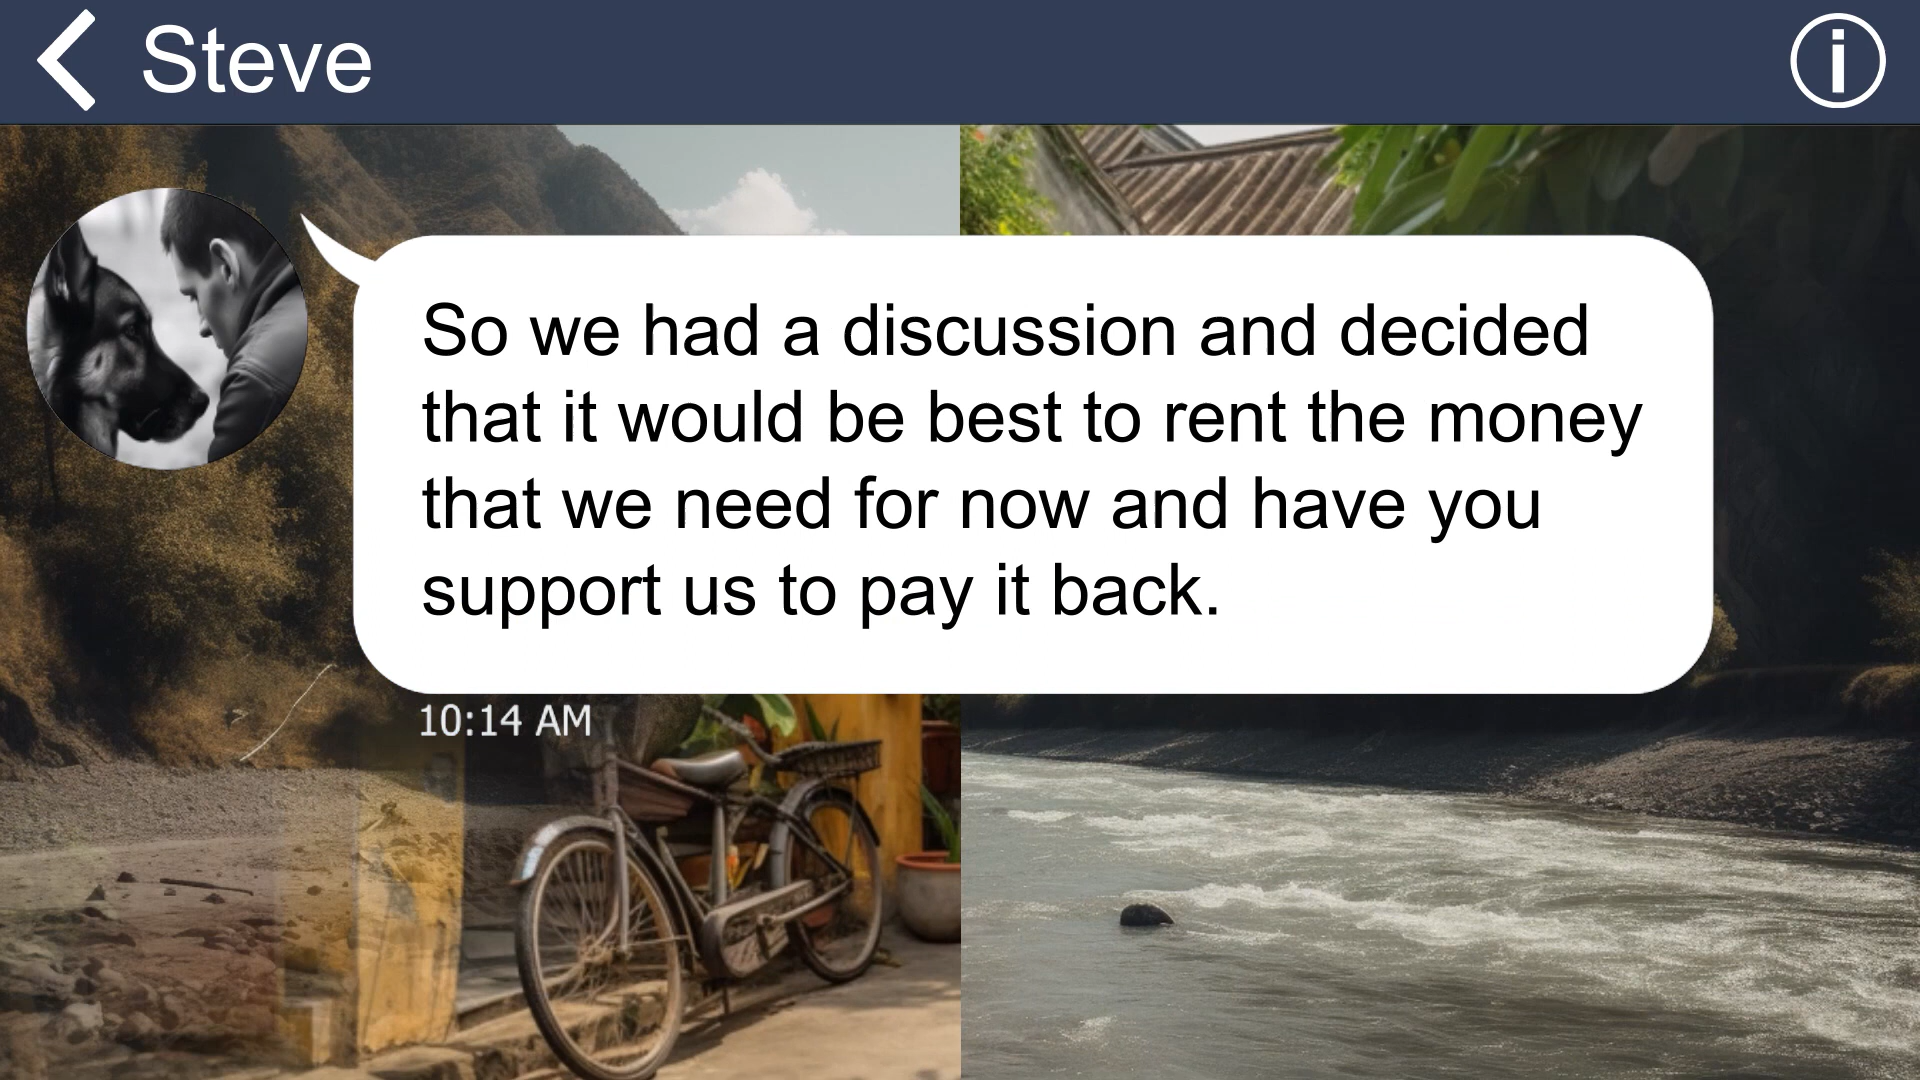 Steve
So we had a discussion and decided
that it would be best to rent the money
that we need for now and have you
support us to pay it back.
10:14 AM